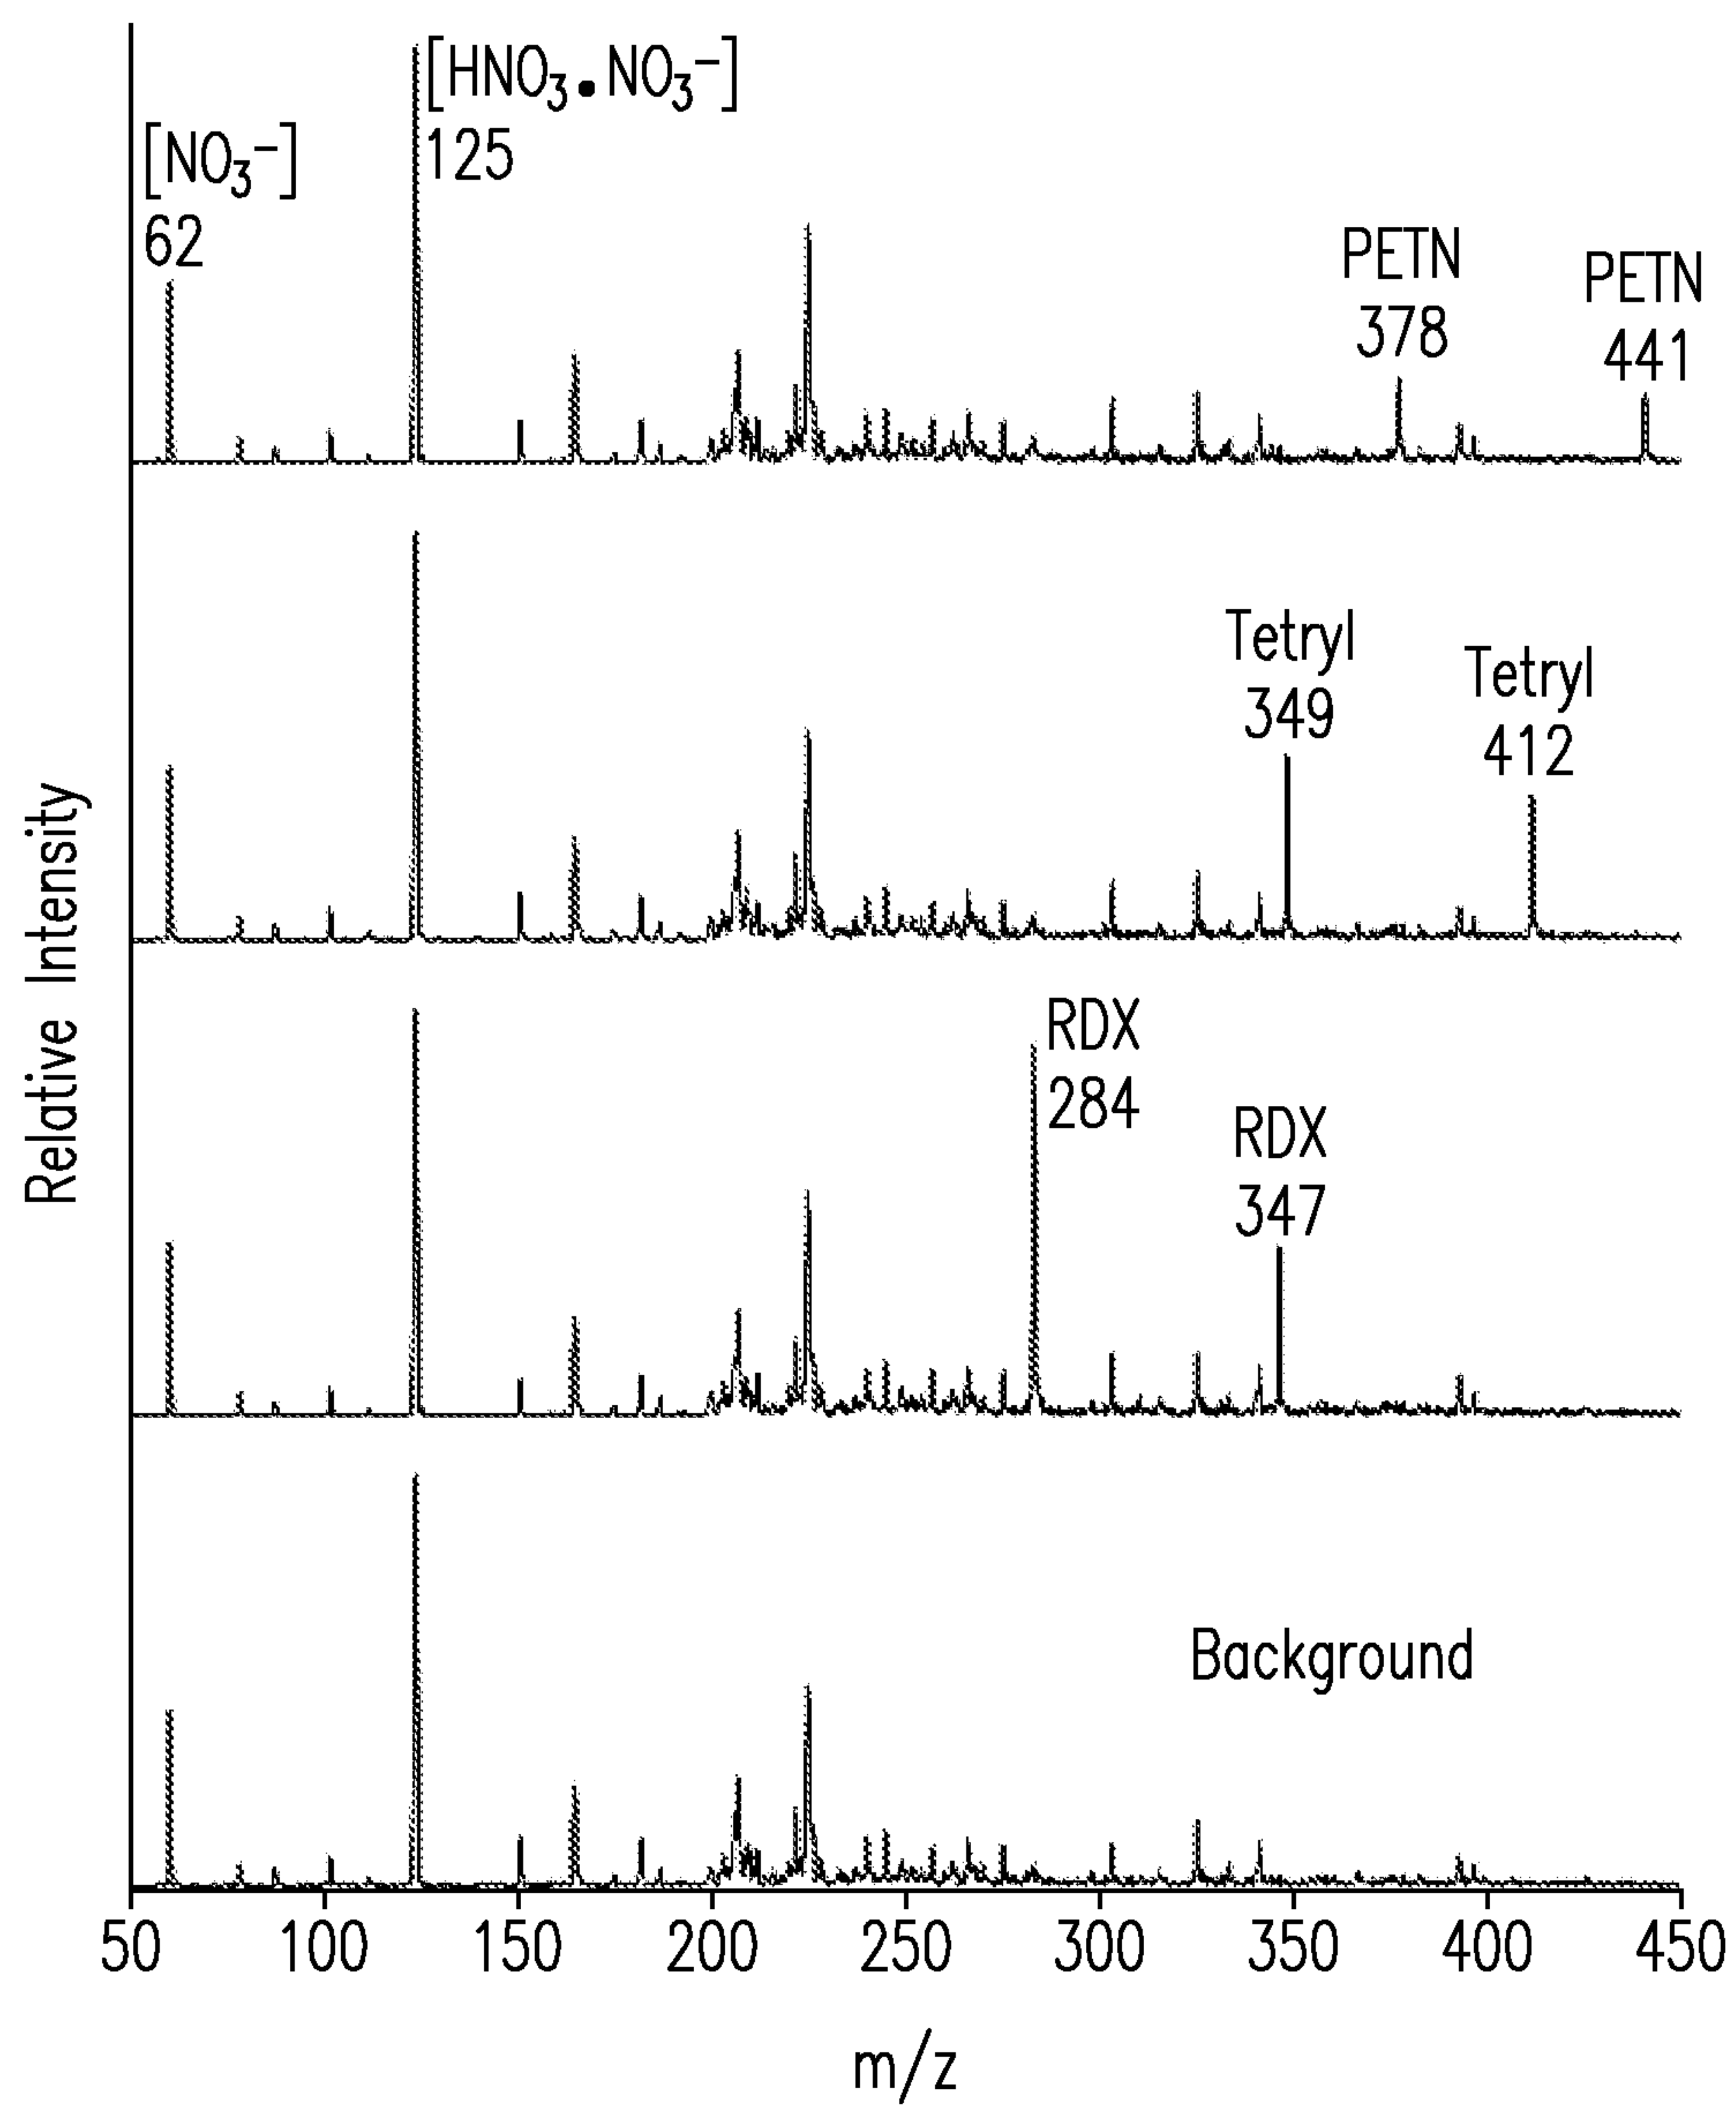 [HNO₃•NO₃⁻]
125
[NO₃⁻]
62
PETN
378
PETN
441
Tetryl
349
Tetryl
412
RDX
284
RDX
347
Background
Relative Intensity
50 100 150 200 250 300 350 400 450
m/z